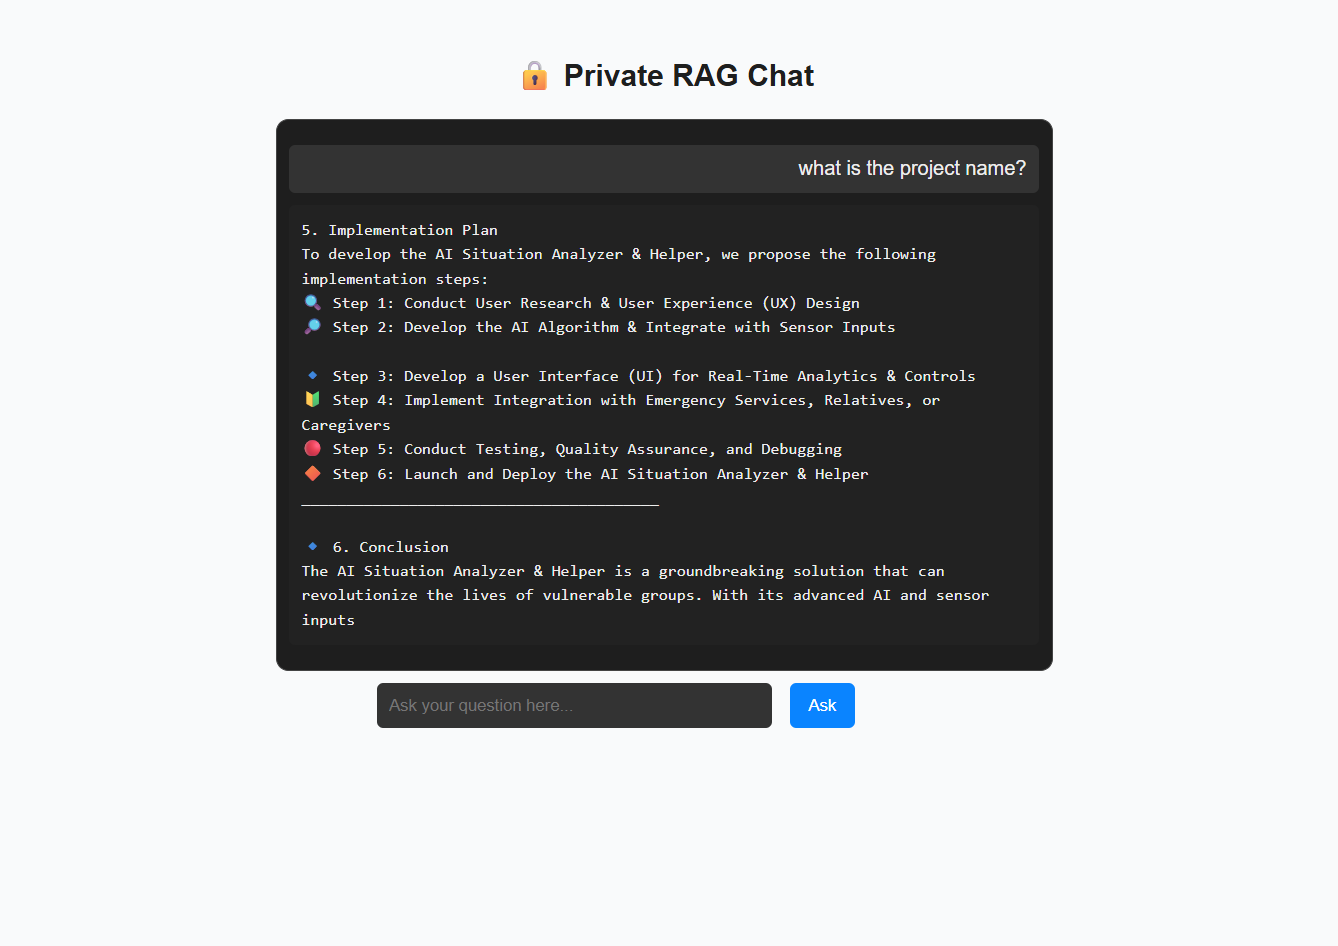 🔒 Private RAG Chat
what is the project name?
5. Implementation Plan
To develop the AI Situation Analyzer & Helper, we propose the following
implementation steps:
🔍 Step 1: Conduct User Research & User Experience (UX) Design
🔎 Step 2: Develop the AI Algorithm & Integrate with Sensor Inputs
🔹 Step 3: Develop a User Interface (UI) for Real-Time Analytics & Controls
🔰 Step 4: Implement Integration with Emergency Services, Relatives, or
Caregivers
🔴 Step 5: Conduct Testing, Quality Assurance, and Debugging
🔶 Step 6: Launch and Deploy the AI Situation Analyzer & Helper
________________________________________
🔹 6. Conclusion
The AI Situation Analyzer & Helper is a groundbreaking solution that can
revolutionize the lives of vulnerable groups. With its advanced AI and sensor
inputs
Ask your question here...
Ask